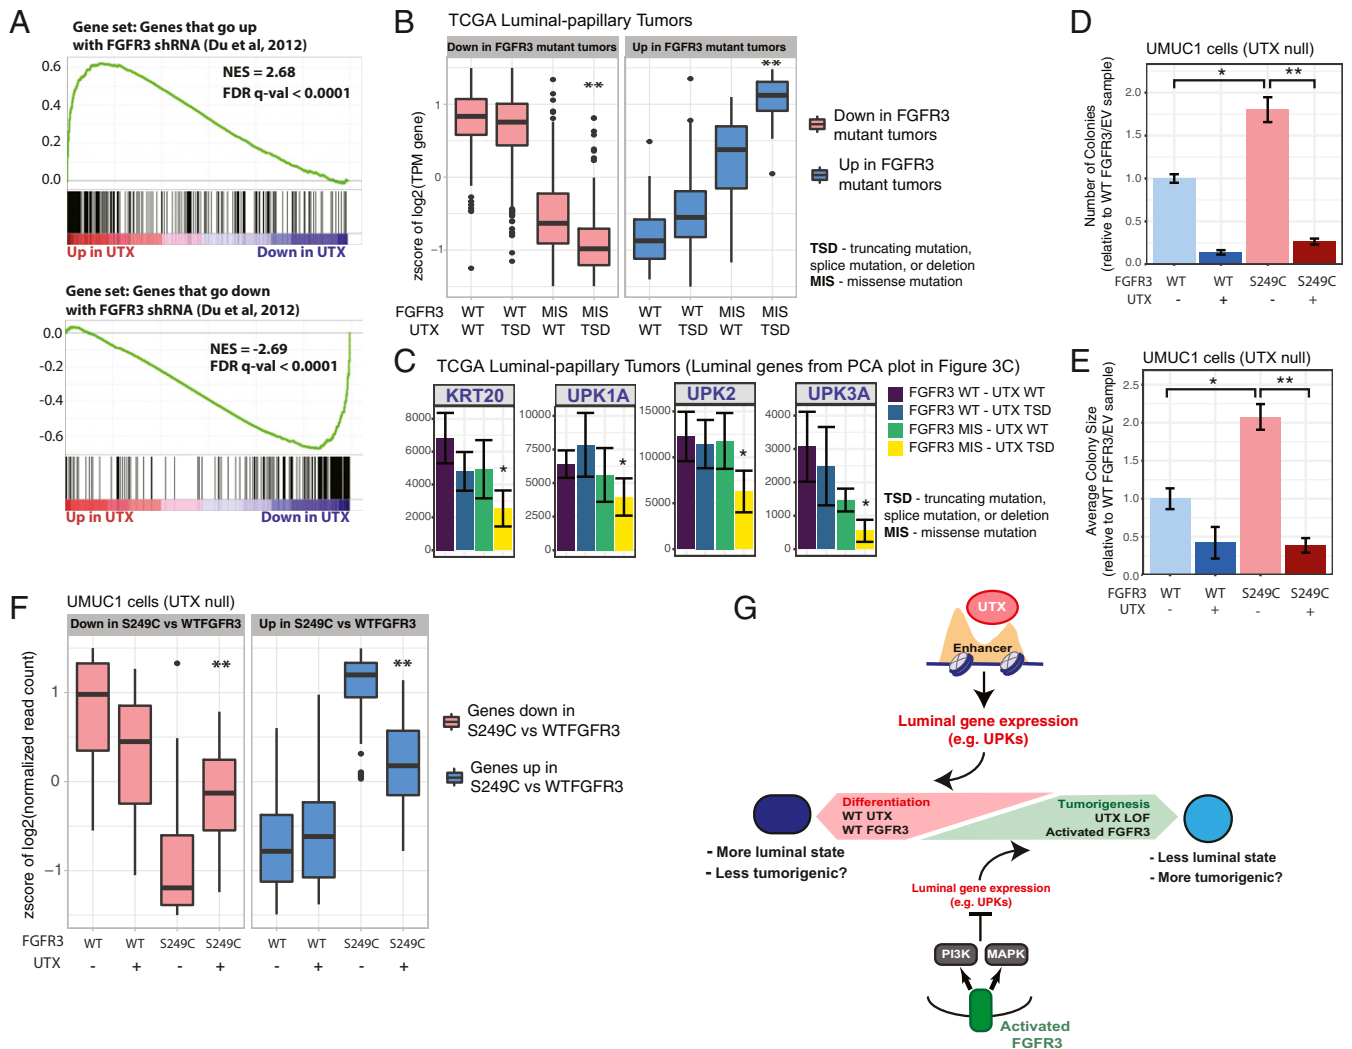 A
Gene set: Genes that go up
with FGFR3 shRNA (Du et al, 2012)
0.6
0.4
0.2
0.0
NES = 2.68
FDR q-val < 0.0001
Up in UTX
Down in UTX
Gene set: Genes that go down
with FGFR3 shRNA (Du et al, 2012)
0.0
-0.2
-0.4
-0.6
NES = -2.69
FDR q-val < 0.0001
Up in UTX
Down in UTX
B
TCGA Luminal-papillary Tumors
Down in FGFR3 mutant tumors
Up in FGFR3 mutant tumors
zscore of log2(TPM gene)
1
0
−1
**
**
FGFR3 WT WT MIS MIS WT WT MIS MIS
UTX WT TSD WT TSD WT TSD WT TSD
Down in FGFR3
mutant tumors
Up in FGFR3
mutant tumors
TSD - truncating mutation,
splice mutation, or deletion
MIS - missense mutation
C
TCGA Luminal-papillary Tumors (Luminal genes from PCA plot in Figure 3C)
KRT20
8000
6000
4000
2000
0
*
UPK1A
10000
7500
5000
2500
0
*
UPK2
15000
10000
5000
0
*
UPK3A
4000
3000
2000
1000
0
*
FGFR3 WT - UTX WT
FGFR3 WT - UTX TSD
FGFR3 MIS - UTX WT
FGFR3 MIS - UTX TSD
TSD - truncating mutation,
splice mutation, or deletion
MIS - missense mutation
D
UMUC1 cells (UTX null)
Number of Colonies
(relative to WT FGFR3/EV sample)
2.0
1.5
1.0
0.5
0.0
*
**
FGFR3 WT WT S249C S249C
UTX - + - +
E
UMUC1 cells (UTX null)
Average Colony Size
(relative to WT FGFR3/EV sample)
2.5
2.0
1.5
1.0
0.5
0.0
*
**
FGFR3 WT WT S249C S249C
UTX - + - +
F
UMUC1 cells (UTX null)
Down in S249C vs WTFGFR3
Up in S249C vs WTFGFR3
zscore of log2(normalized read count)
1
0
−1
**
**
FGFR3 WT WT S249C S249C WT WT S249C S249C
UTX - + - + - + - +
Genes down in
S249C vs WTFGFR3
Genes up in
S249C vs WTFGFR3
G
UTX
Enhancer
Luminal gene expression
(e.g. UPKs)
Differentiation
WT UTX
WT FGFR3
Tumorigenesis
UTX LOF
Activated FGFR3
- More luminal state
- Less tumorigenic?
- Less luminal state
- More tumorigenic?
Luminal gene expression
(e.g. UPKs)
PI3K
MAPK
Activated
FGFR3